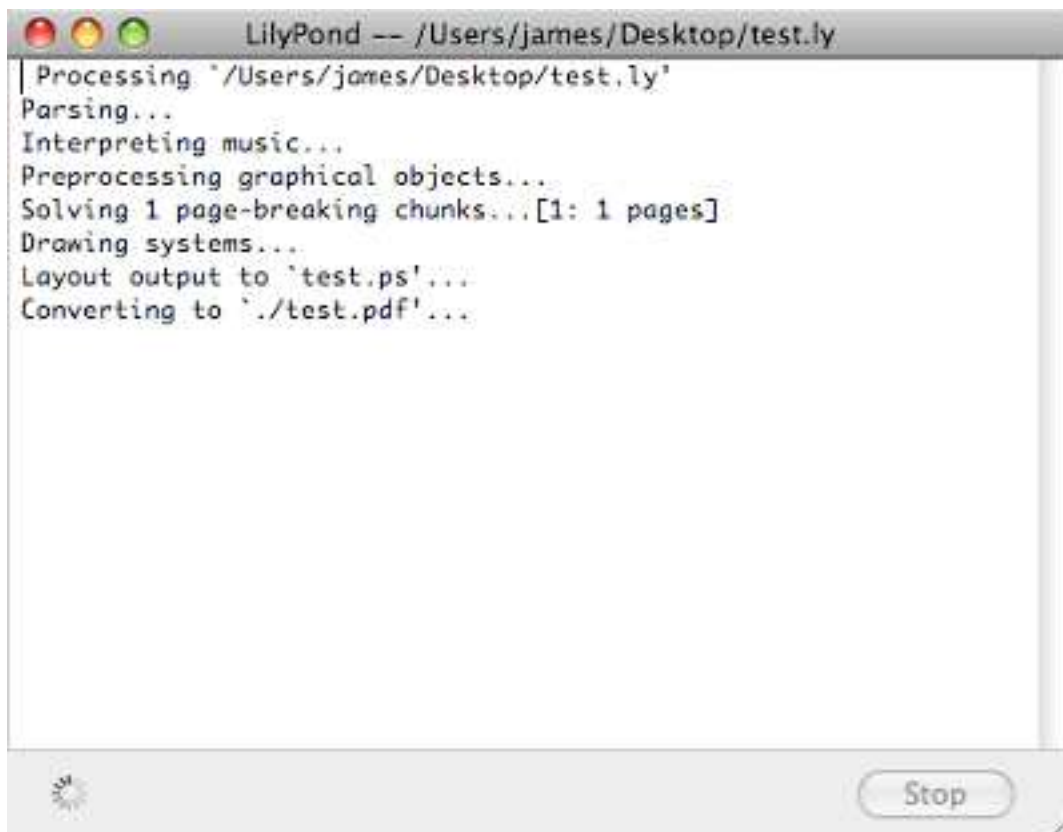 LilyPond -- /Users/james/Desktop/test.ly
Processing `/Users/james/Desktop/test.ly'
Parsing...
Interpreting music...
Preprocessing graphical objects...
Solving 1 page-breaking chunks...[1: 1 pages]
Drawing systems...
Layout output to `test.ps'...
Converting to `./test.pdf'...
Stop